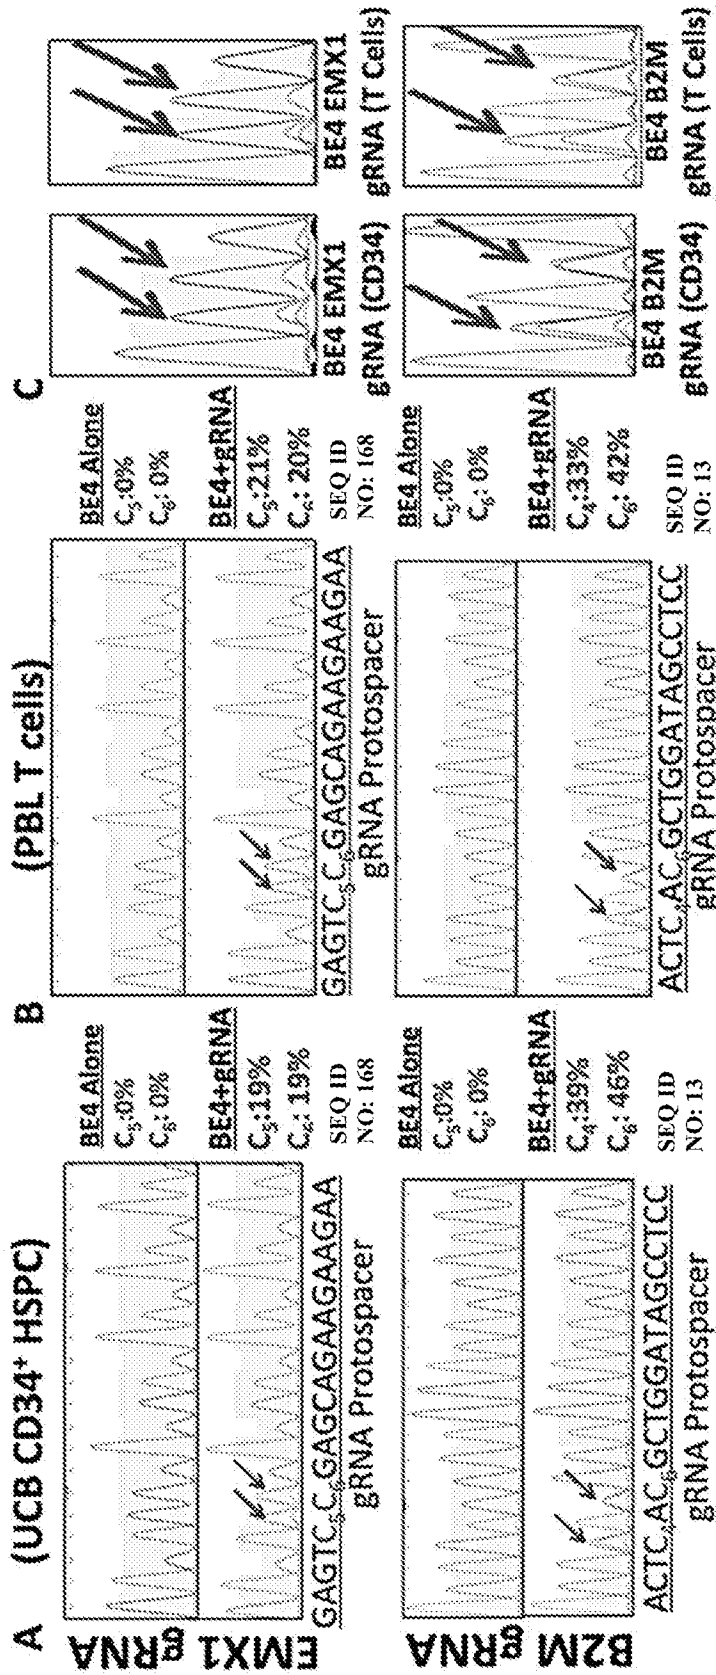 A (UCB CD34⁺ HSPC)
EMX1
gRNA
BE4 Alone
C₅:0%
C₆: 0%
BE4+gRNA
C₅:19%
C₆: 19%
SEQ ID
NO: 168
GAGTC₅C₆GAGCAGAAGAAGAA
gRNA Protospacer
B2M
gRNA
BE4 Alone
C₅:0%
C₆: 0%
BE4+gRNA
C₄:39%
C₆: 46%
SEQ ID
NO: 13
ACTC₄AC₆GCTGGATAGCCTCC
gRNA Protospacer
B (PBL T cells)
BE4 Alone
C₅:0%
C₆: 0%
BE4+gRNA
C₅:21%
C₆: 20%
SEQ ID
NO: 168
GAGTC₅C₆GAGCAGAAGAAGAA
gRNA Protospacer
BE4 Alone
C₅:0%
C₆: 0%
BE4+gRNA
C₄:33%
C₆: 42%
SEQ ID
NO: 13
ACTC₄AC₆GCTGGATAGCCTCC
gRNA Protospacer
C
BE4 EMX1
gRNA (CD34)
BE4 EMX1
gRNA (T Cells)
BE4 B2M
gRNA (CD34)
BE4 B2M
gRNA (T Cells)